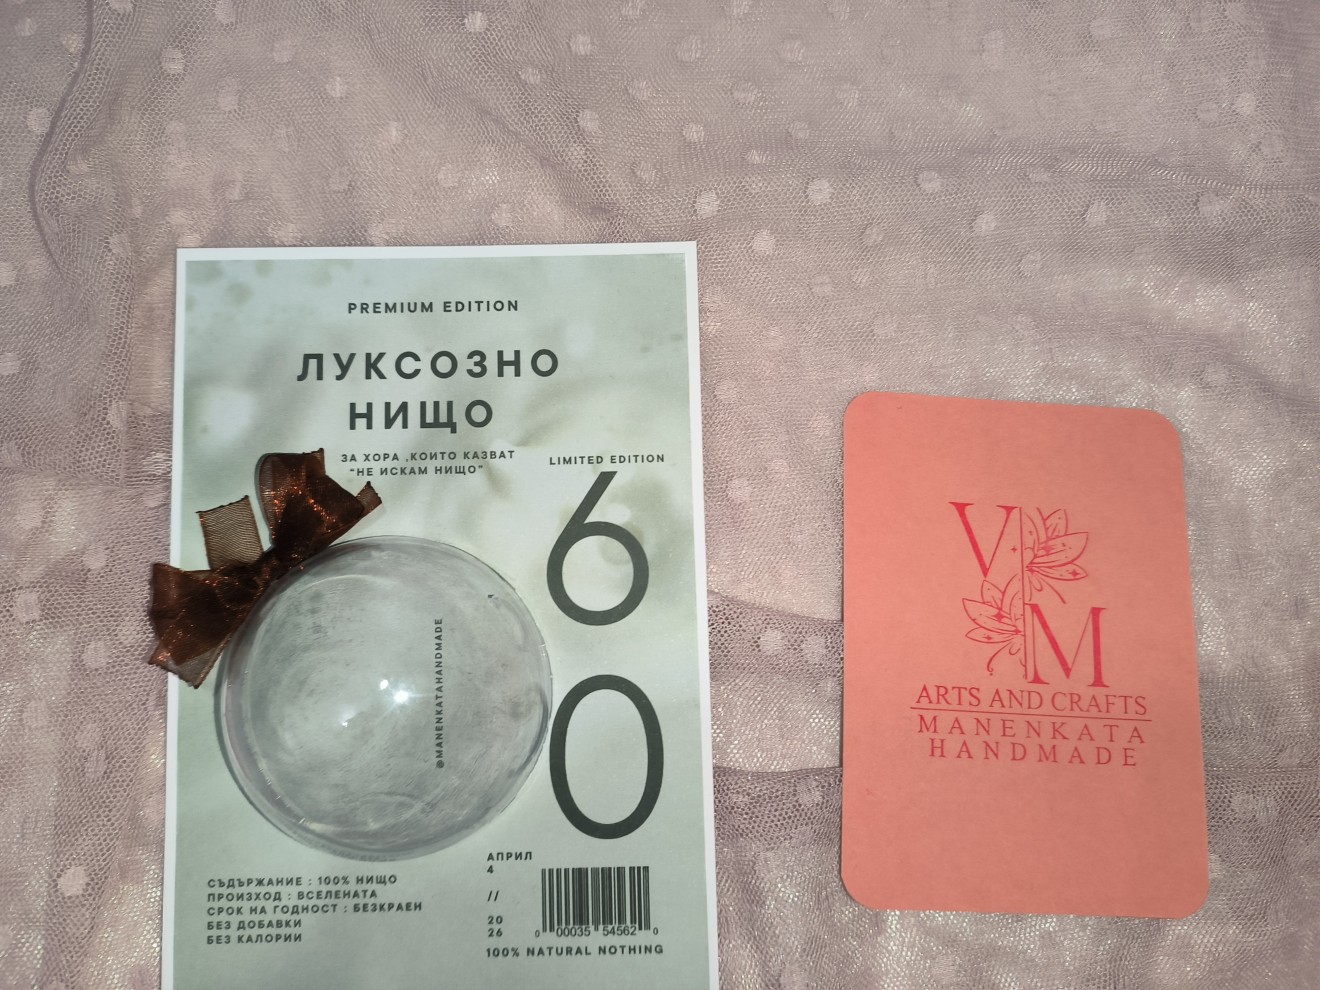 PREMIUM EDITION
ЛУКСОЗНО
НИЩО
ЗА ХОРА ,КОИТО КАЗВАТ
"НЕ ИСКАМ НИЩО"
LIMITED EDITION
6
0
@MANENKATAHANDMADE
СЪДЪРЖАНИЕ : 100% НИЩО
ПРОИЗХОД : ВСЕЛЕНАТА
СРОК НА ГОДНОСТ : БЕЗКРАЕН
БЕЗ ДОБАВКИ
БЕЗ КАЛОРИИ
АПРИЛ
4
//
20
26
0 00035 54562 0
100% NATURAL NOTHING
V
M
ARTS AND CRAFTS
MANENKATA
HANDMADE